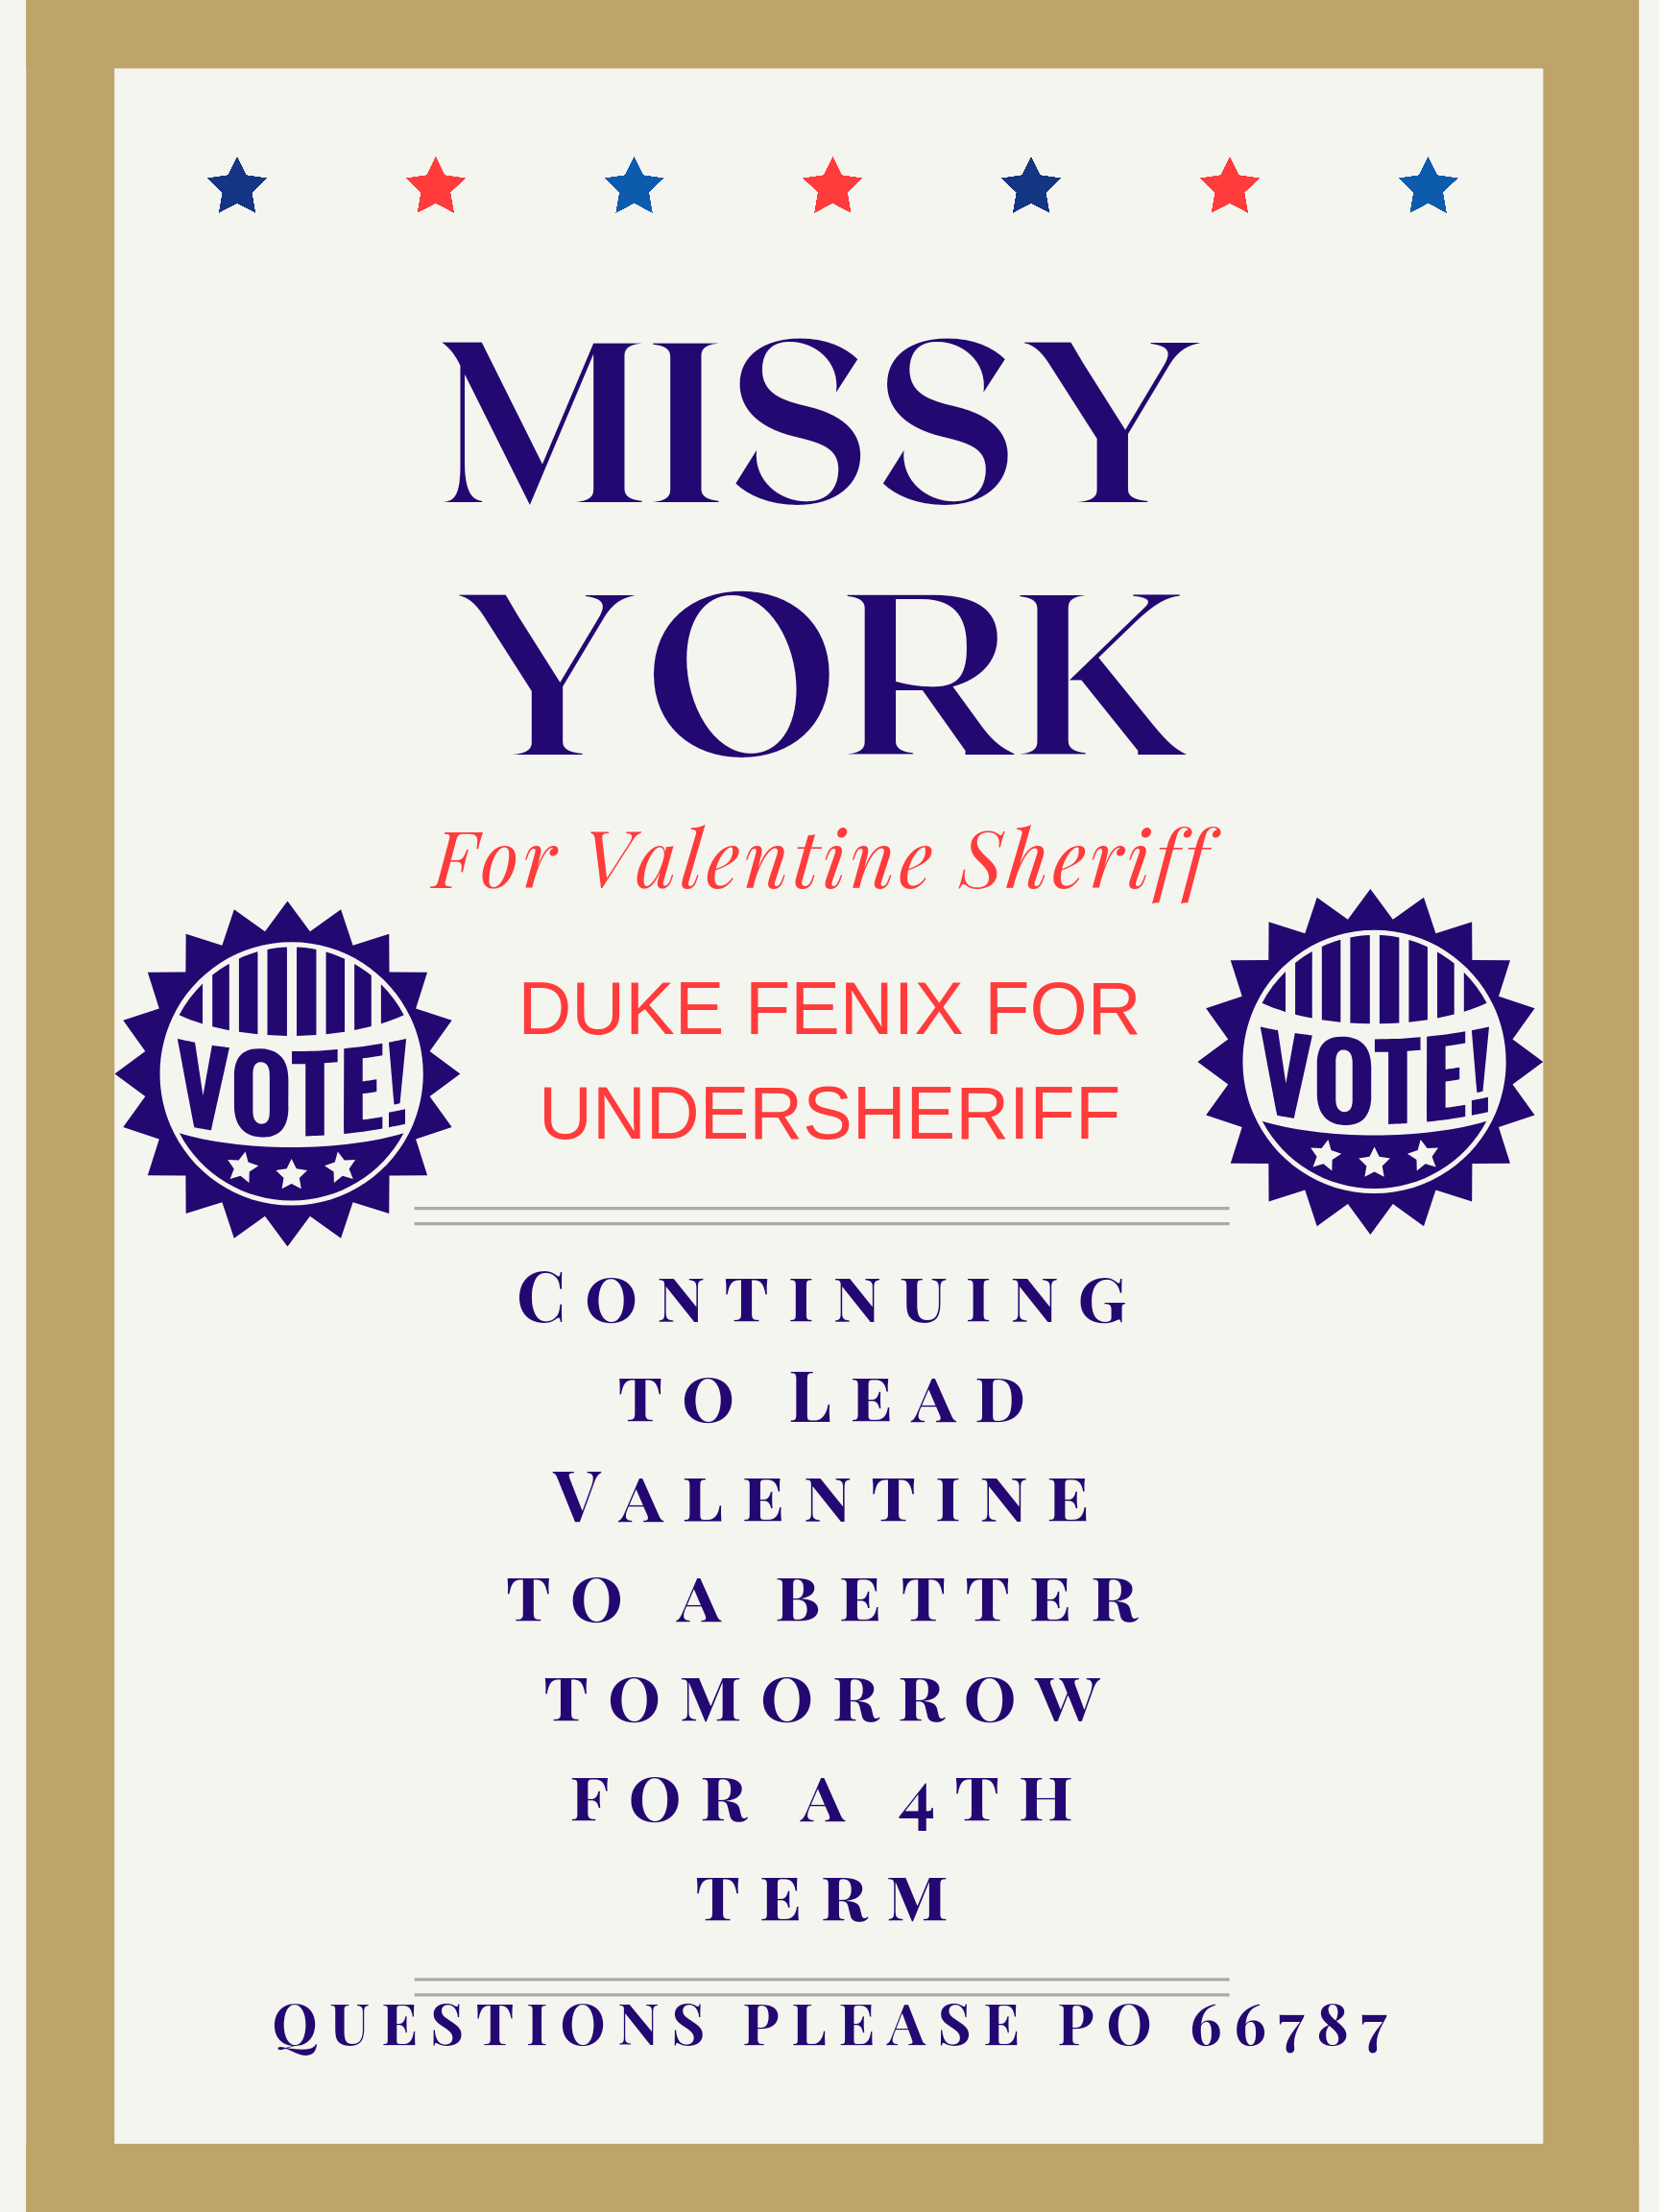 MISSY
YORK
For Valentine Sheriff
DUKE FENIX FOR
UNDERSHERIFF
VOTE!
VOTE!
Continuing
to Lead
Valentine
to a better
tomorrow
for a 4th
term
QUESTIONS PLEASE PO 66787